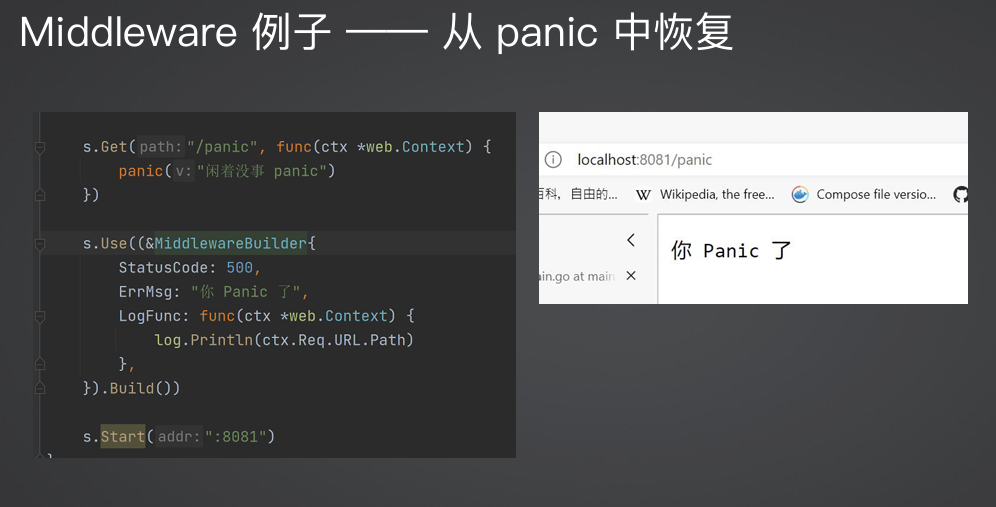 Middleware 例子 —— 从 panic 中恢复
s.Get( path: "/panic", func(ctx *web.Context) {
panic( v: "闲着没事 panic")
})
s.Use((&MiddlewareBuilder{
StatusCode: 500,
ErrMsg: "你 Panic 了",
LogFunc: func(ctx *web.Context) {
log.Println(ctx.Req.URL.Path)
},
}).Build())
s.Start( addr: ":8081")
localhost:8081/panic
百科，自由的... Wikipedia, the free... Compose file versio...
你 Panic 了
ain.go at main